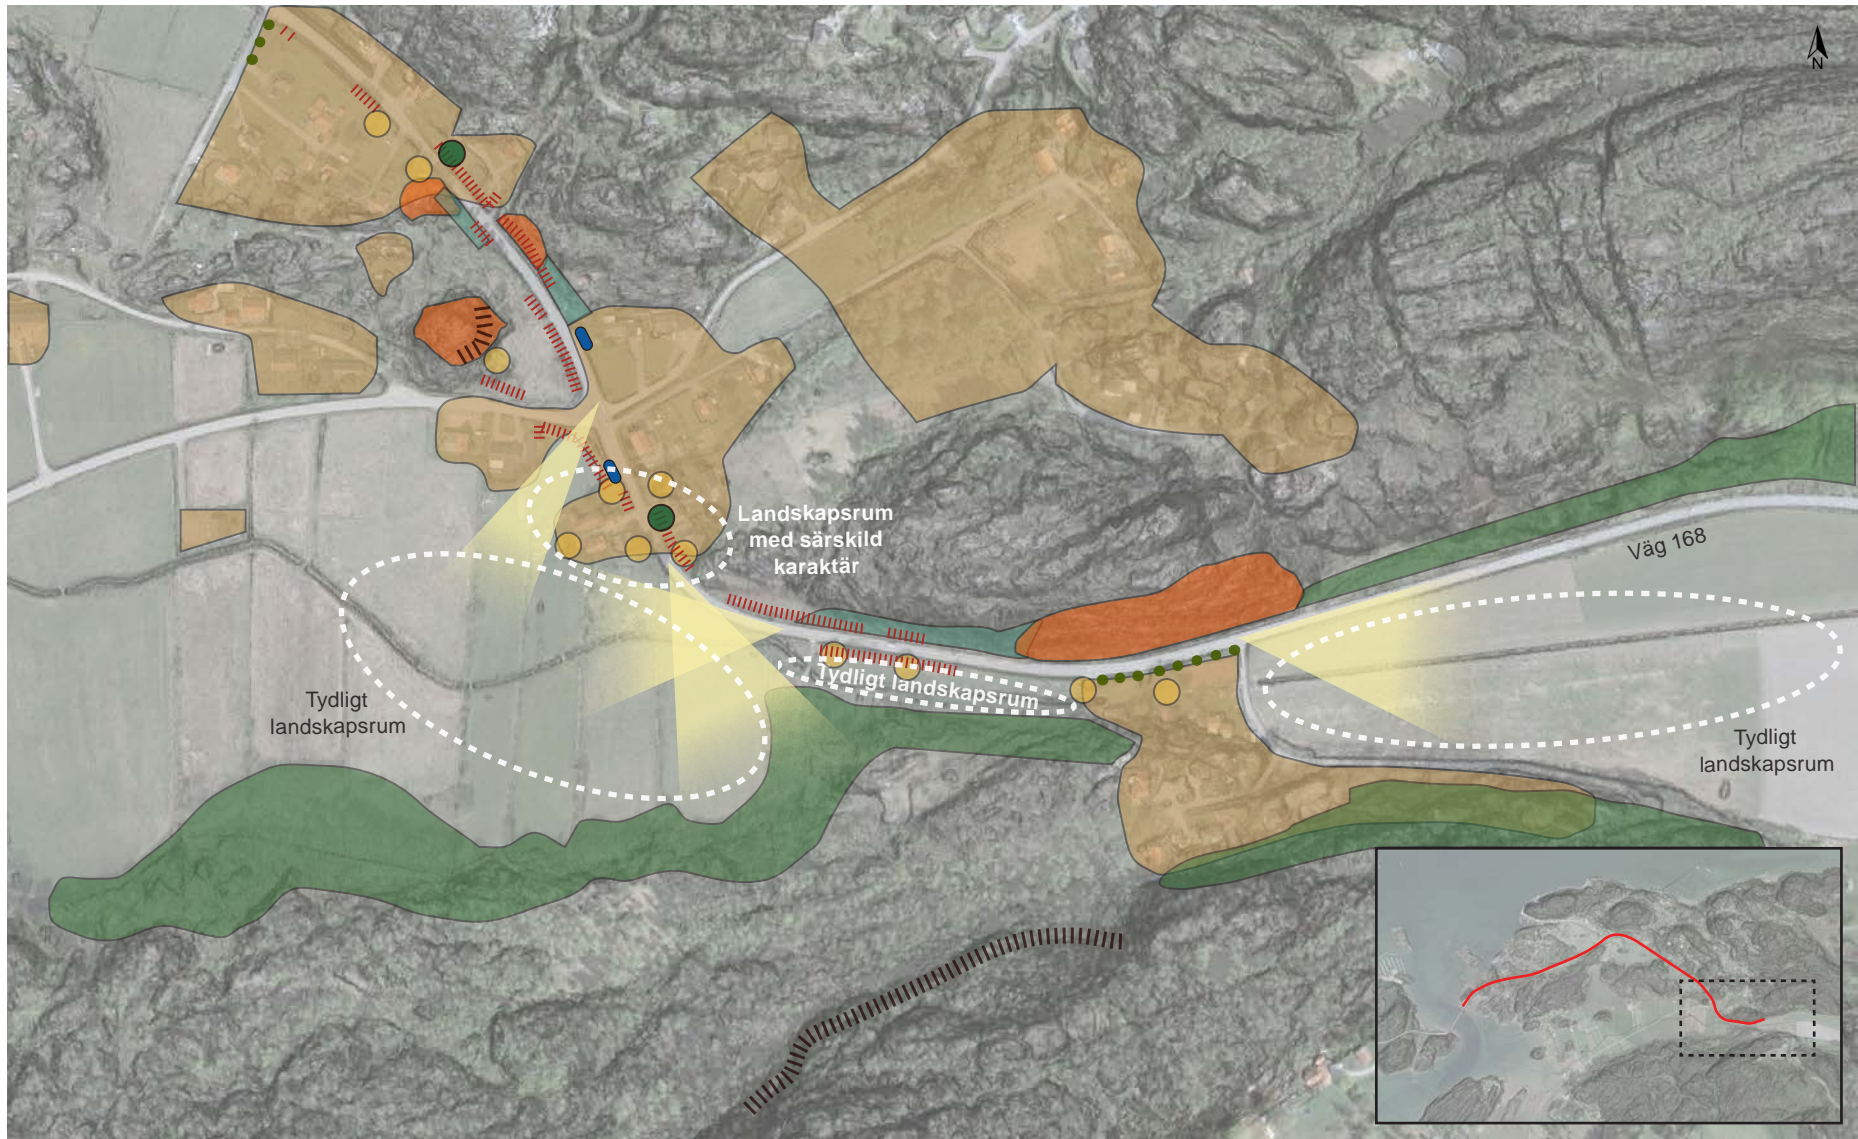 N
Landskapsrum
med särskild
karaktär
Väg 168
Tydligt landskapsrum
Tydligt
landskapsrum
Tydligt
landskapsrum